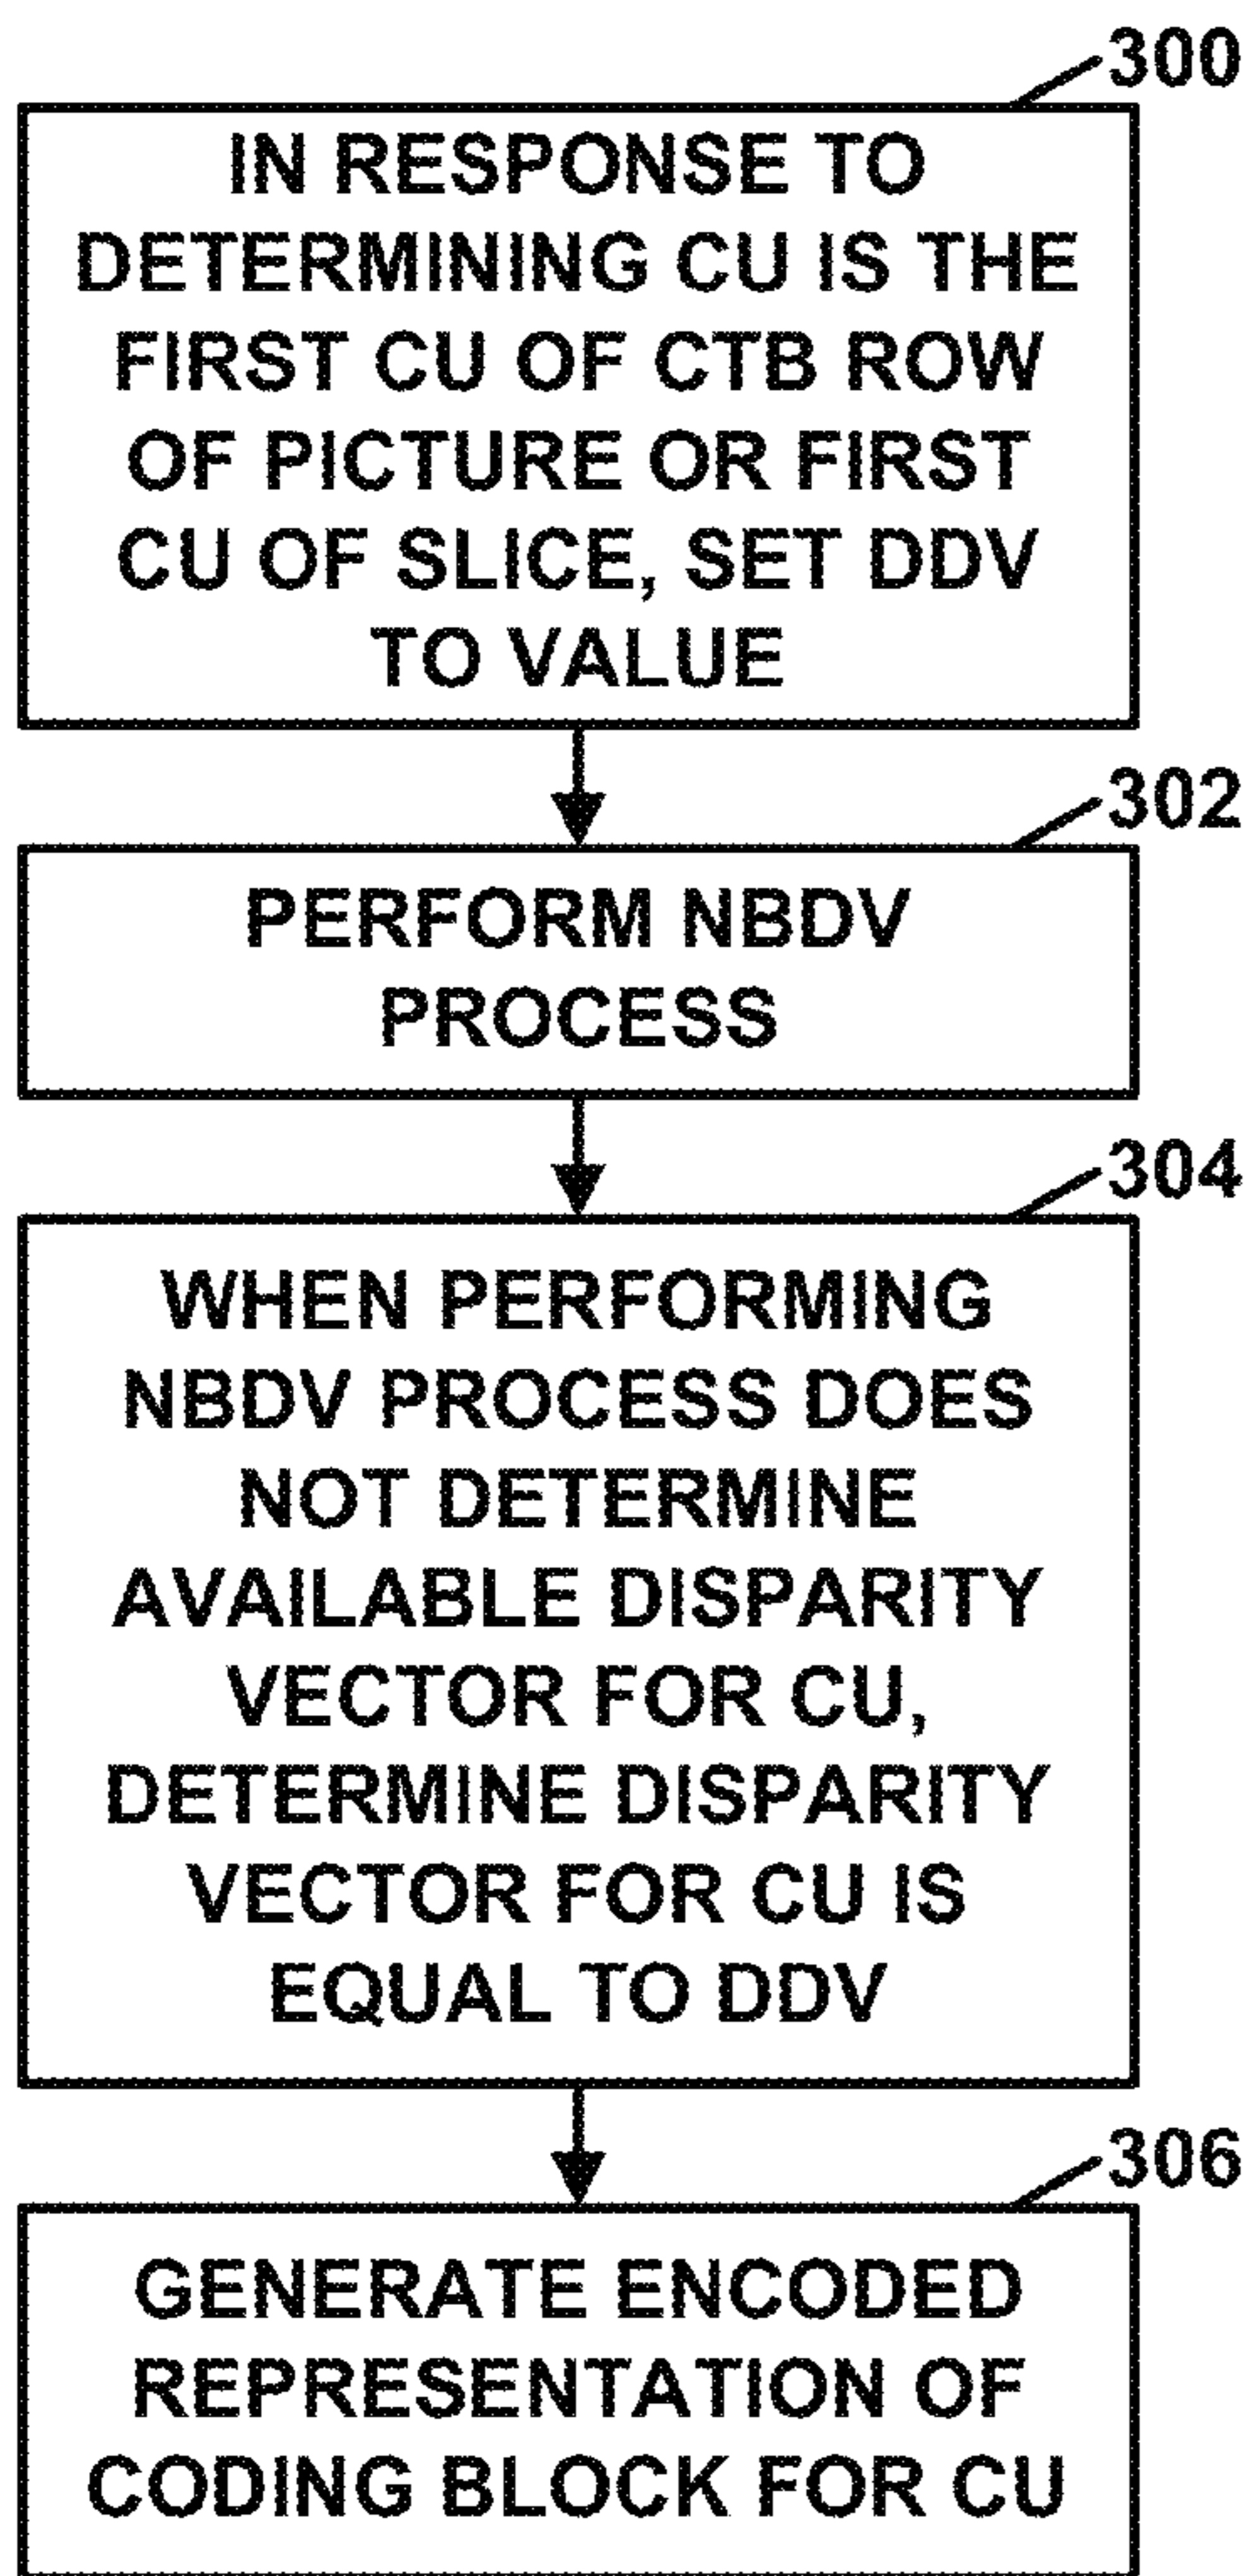 300
IN RESPONSE TO
DETERMINING CU IS THE
FIRST CU OF CTB ROW
OF PICTURE OR FIRST
CU OF SLICE, SET DDV
TO VALUE
302
PERFORM NBDV
PROCESS
304
WHEN PERFORMING
NBDV PROCESS DOES
NOT DETERMINE
AVAILABLE DISPARITY
VECTOR FOR CU,
DETERMINE DISPARITY
VECTOR FOR CU IS
EQUAL TO DDV
306
GENERATE ENCODED
REPRESENTATION OF
CODING BLOCK FOR CU